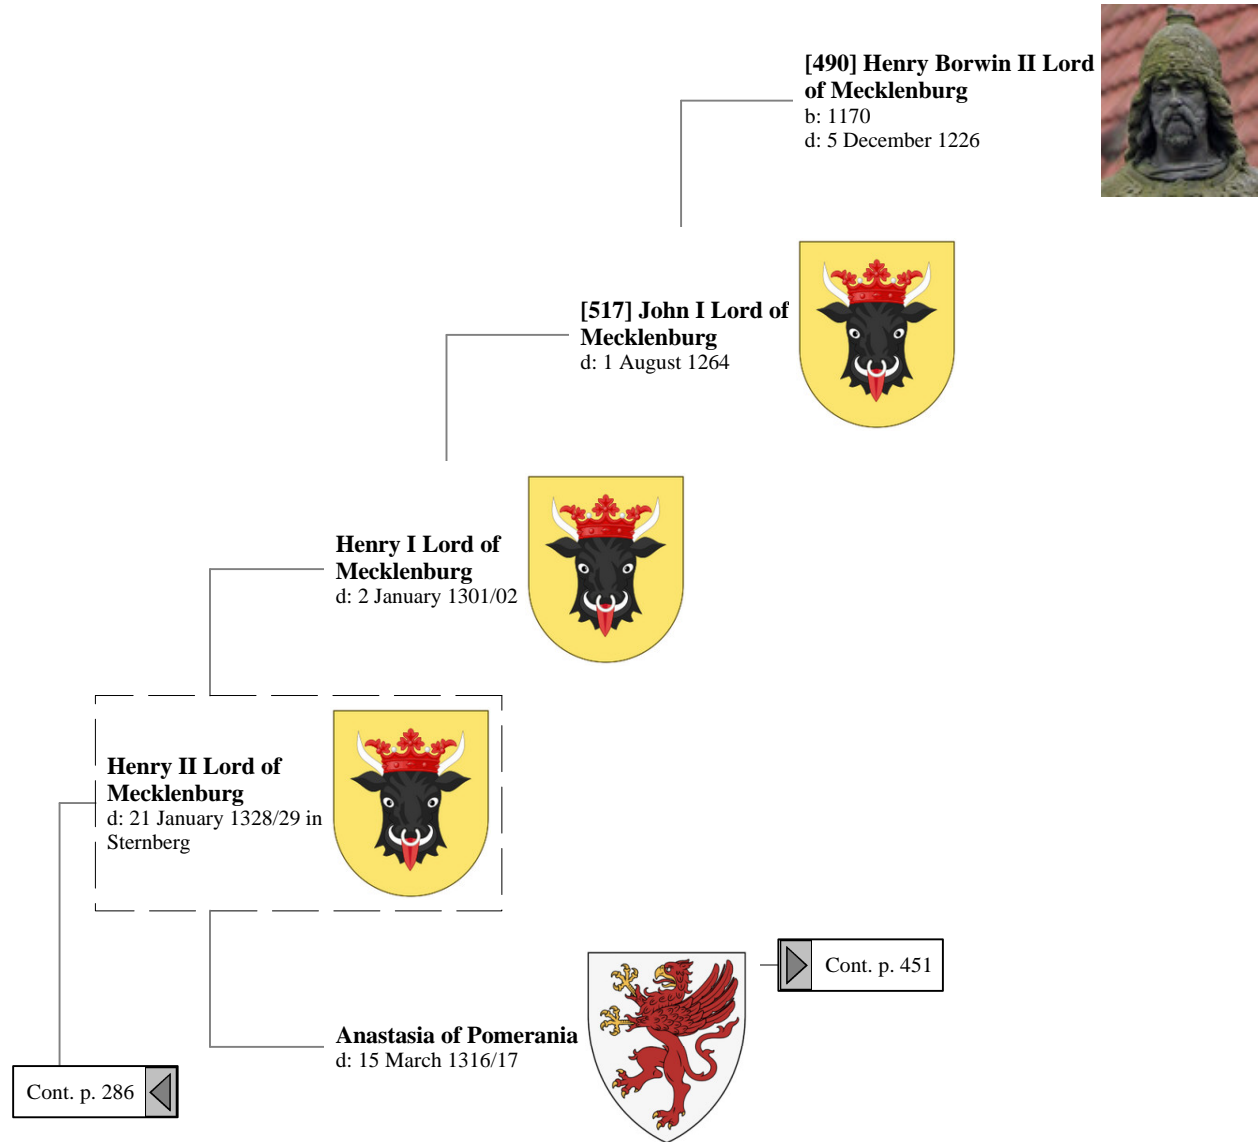 [490] Henry Borwin II Lord
of Mecklenburg
b: 1170
d: 5 December 1226
[517] John I Lord of
Mecklenburg
d: 1 August 1264
Henry I Lord of
Mecklenburg
d: 2 January 1301/02
Henry II Lord of
Mecklenburg
d: 21 January 1328/29 in
Sternberg
Cont. p. 451
Anastasia of Pomerania
d: 15 March 1316/17
Cont. p. 286